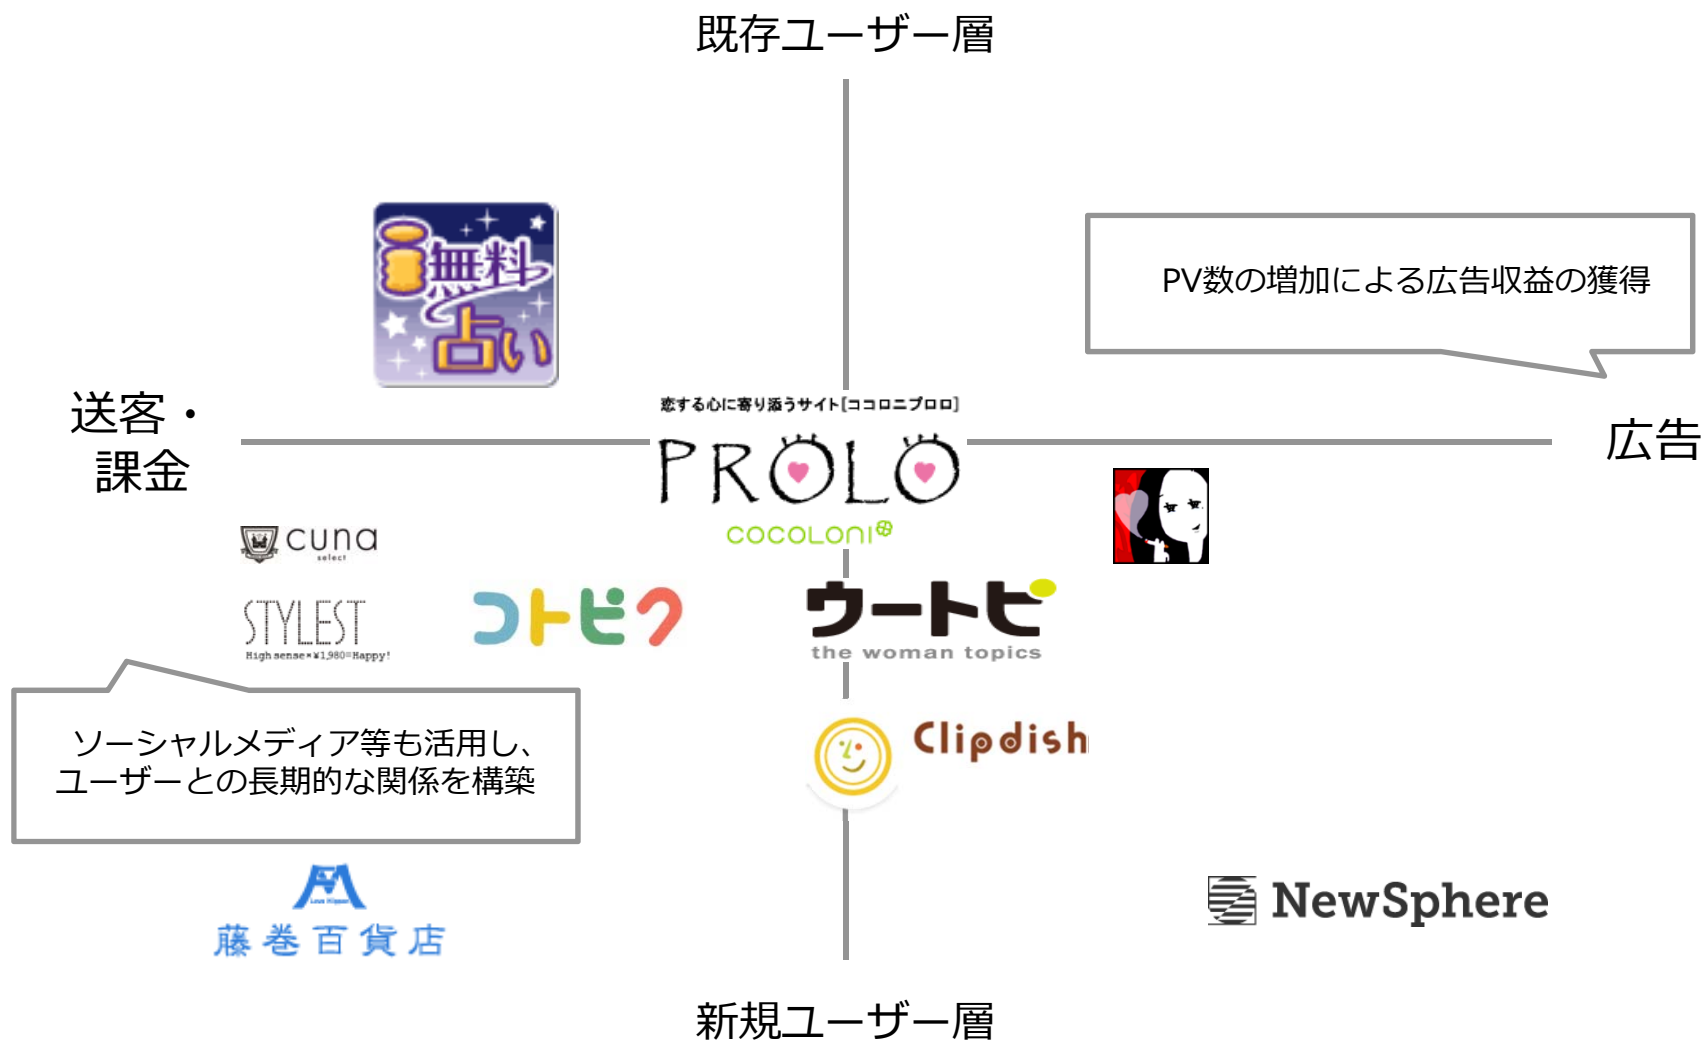 既存ユーザー層
無料
占い
PV数の増加による広告収益の獲得
送客・
課金
広告
恋する心に寄り添うサイト[ココロニプロロ]
PROLO
cocoloni
cuna
select
STYLEST
High sense×¥1,980=Happy!
コトピク
ウートピ
the woman topics
ソーシャルメディア等も活用し、
ユーザーとの長期的な関係を構築
Clipdish
藤巻百貨店
NewSphere
新規ユーザー層